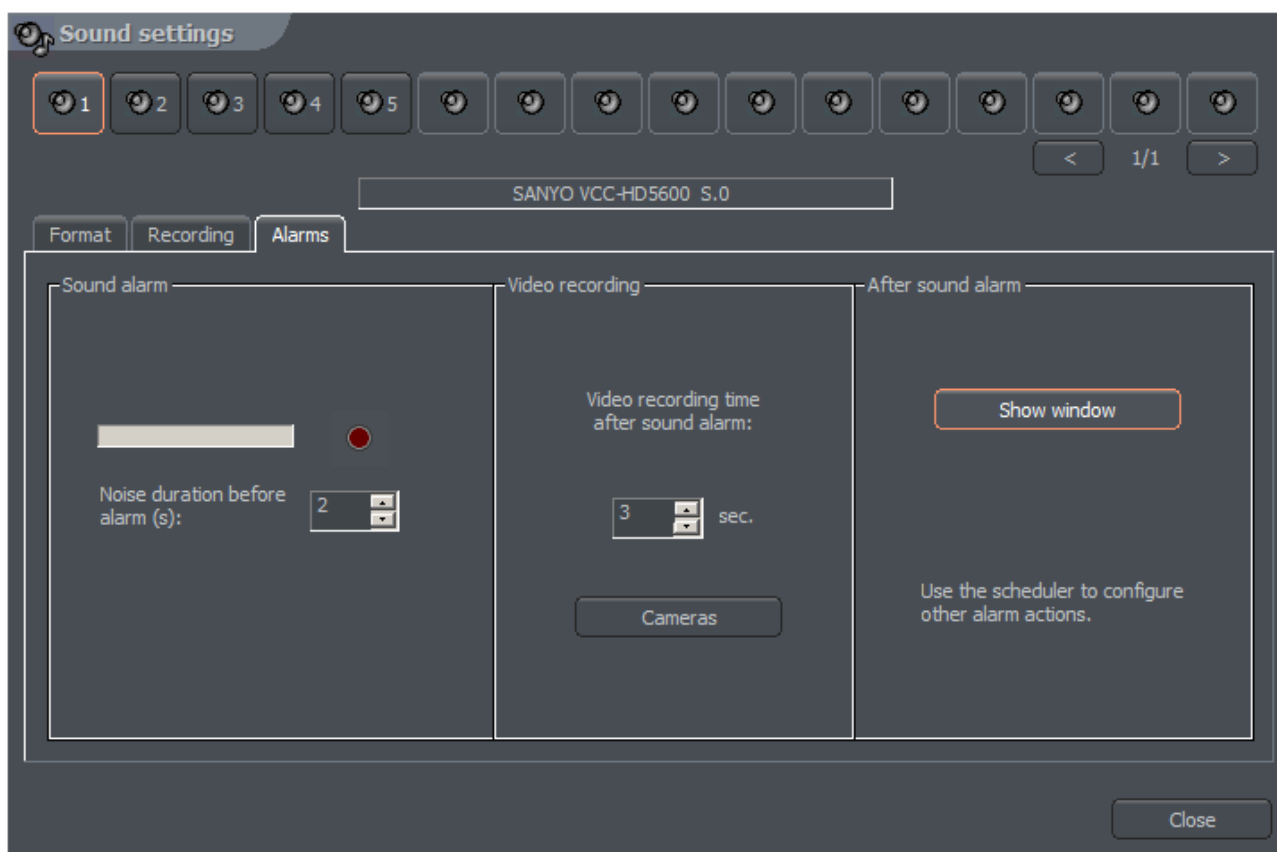 Sound settings
1 2 3 4 5
< 1/1 >
SANYO VCC-HD5600 S.0
Format Recording Alarms
Sound alarm
Noise duration before
alarm (s):
2
Video recording
Video recording time
after sound alarm:
3 sec.
Cameras
After sound alarm
Show window
Use the scheduler to configure
other alarm actions.
Close